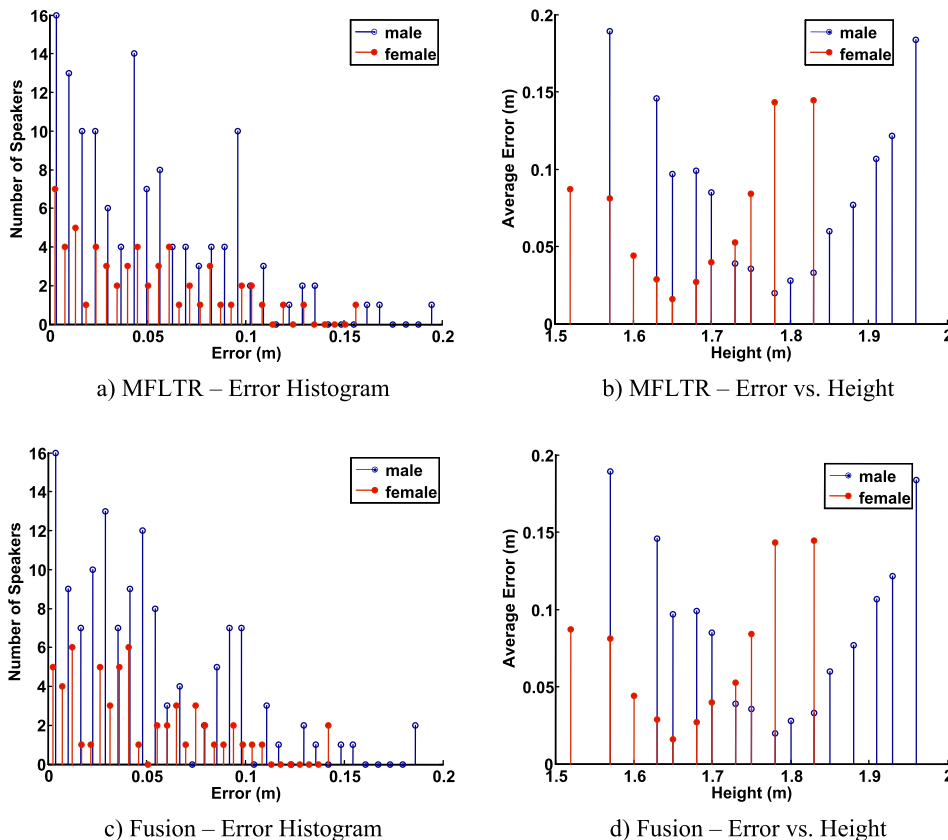 16
14
12
10
8
6
4
2
0
Number of Speakers
male
female
0 0.05 0.1 0.15 0.2
Error (m)
a) MFLTR – Error Histogram
0.2
0.15
0.1
0.05
0
Average Error (m)
male
female
1.5 1.6 1.7 1.8 1.9 2
Height (m)
b) MFLTR – Error vs. Height
16
14
12
10
8
6
4
2
0
Number of Speakers
male
female
0 0.05 0.1 0.15 0.2
Error (m)
c) Fusion – Error Histogram
0.2
0.15
0.1
0.05
0
Average Error (m)
male
female
1.5 1.6 1.7 1.8 1.9 2
Height (m)
d) Fusion – Error vs. Height